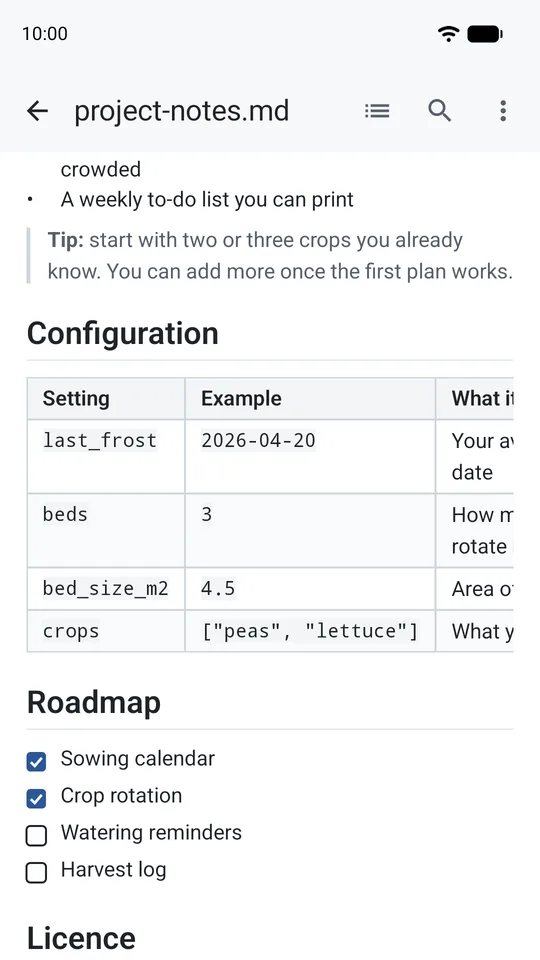 10:00
project-notes.md
crowded
• A weekly to-do list you can print
Tip: start with two or three crops you already
know. You can add more once the first plan works.
Configuration
Setting Example What it
last_frost 2026-04-20 Your av
date
beds 3 How m
rotate
bed_size_m2 4.5 Area of
crops ["peas", "lettuce"] What y
Roadmap
Sowing calendar
Crop rotation
Watering reminders
Harvest log
Licence